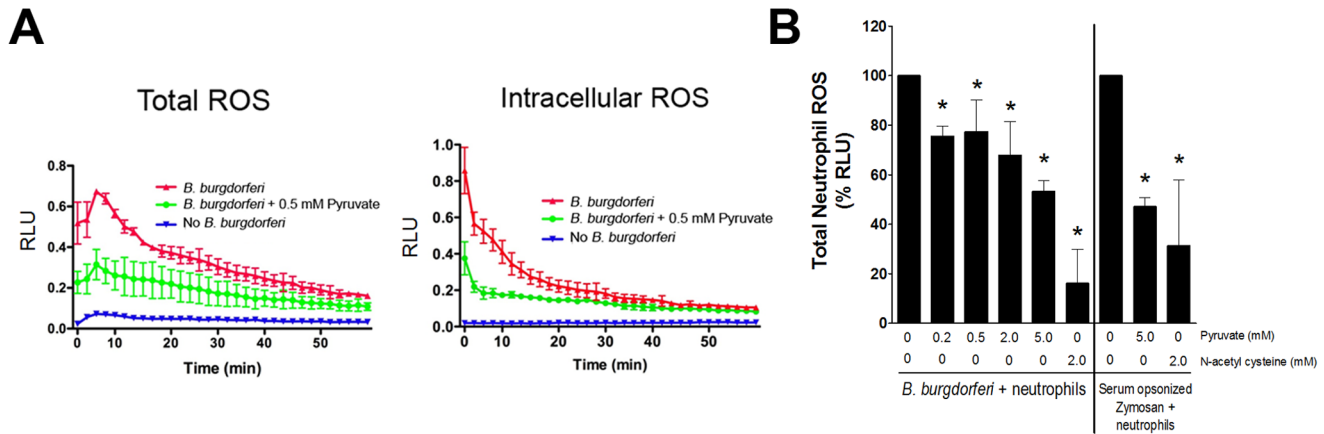 A
Total ROS
RLU
0.8
0.6
0.4
0.2
0.0
B. burgdorferi
B. burgdorferi + 0.5 mM Pyruvate
No B. burgdorferi
0 10 20 30 40 50
Time (min)
Intracellular ROS
RLU
1.0
0.8
0.6
0.4
0.2
0.0
B. burgdorferi
B. burgdorferi + 0.5 mM Pyruvate
No B. burgdorferi
0 10 20 30 40 50
Time (min)
B
Total Neutrophil ROS
(% RLU)
120
100
80
60
40
20
0
* * * * * * *
0 0.2 0.5 2.0 5.0 0 0 5.0 0 Pyruvate (mM)
0 0 0 0 0 2.0 0 0 2.0 N-acetyl cysteine (mM)
B. burgdorferi + neutrophils
Serum opsonized
Zymosan +
neutrophils